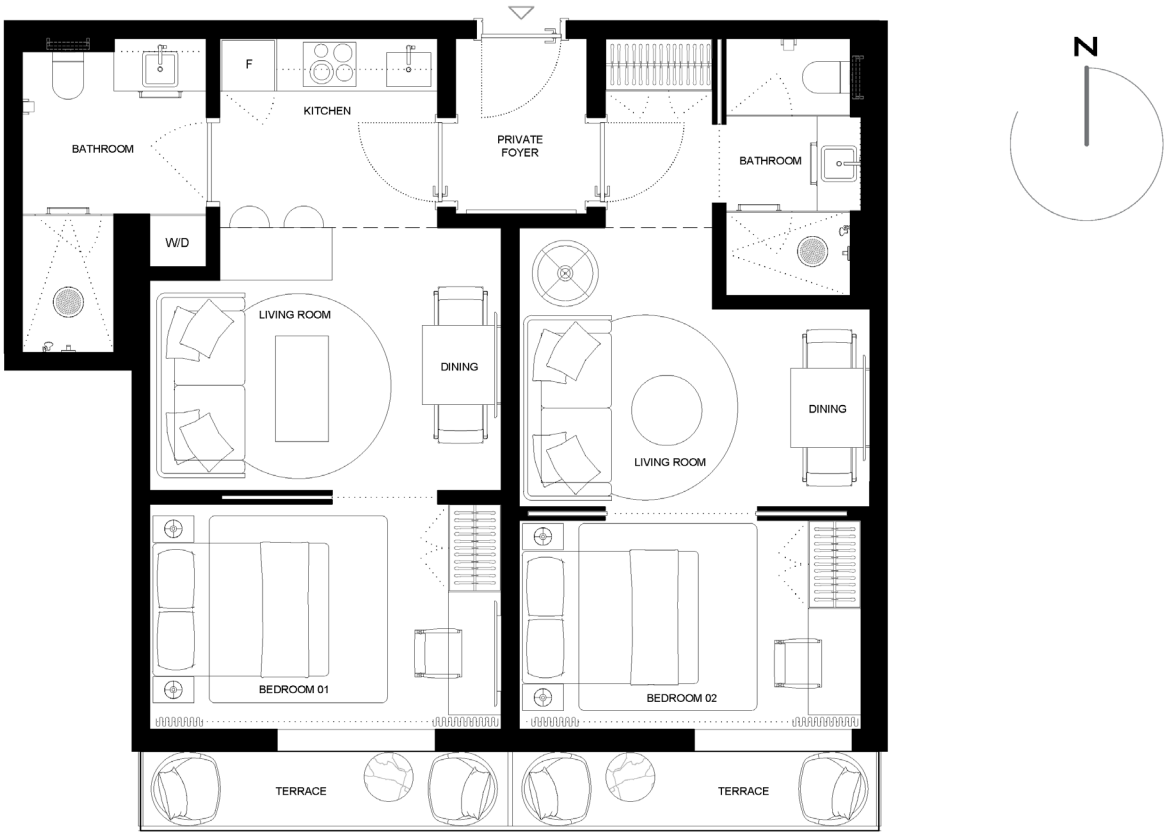 N
F
KITCHEN
PRIVATE
FOYER
BATHROOM
BATHROOM
W/D
LIVING ROOM
DINING
DINING
LIVING ROOM
BEDROOM 01
BEDROOM 02
TERRACE
TERRACE